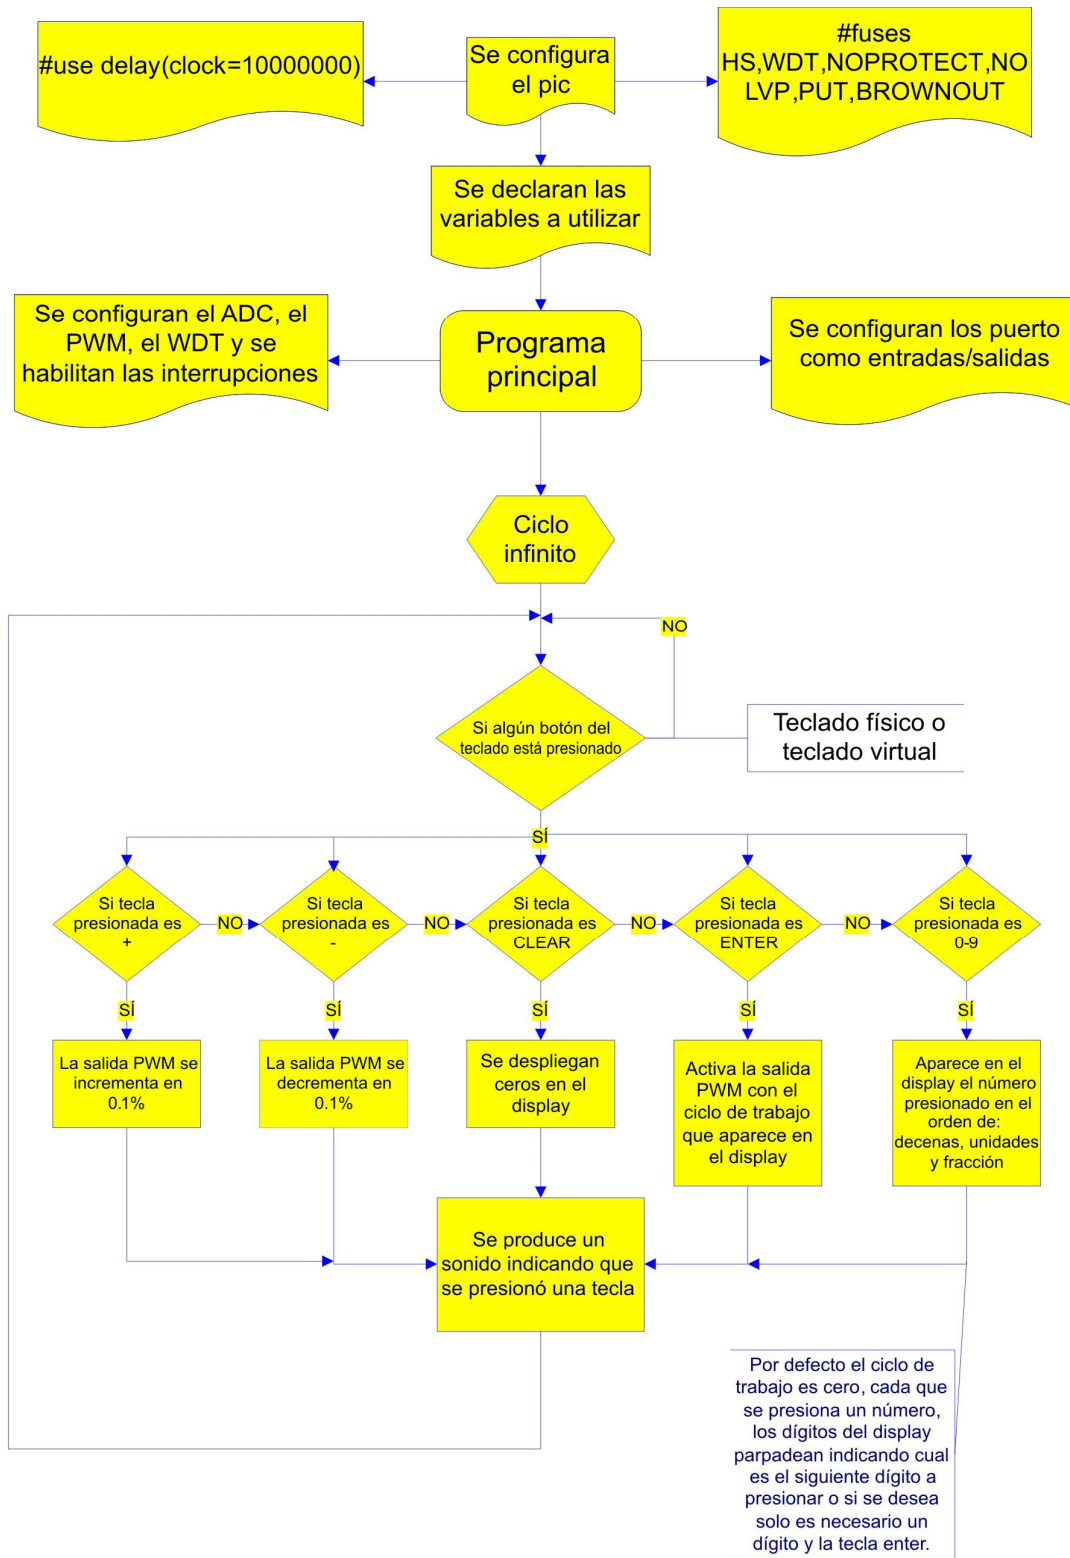 #use delay(clock=10000000)
Se configura
el pic
#fuses
HS,WDT,NOPROTECT,NO
LVP,PUT,BROWNOUT
Se declaran las
variables a utilizar
Se configuran el ADC, el
PWM, el WDT y se
habilitan las interrupciones
Programa
principal
Se configuran los puerto
como entradas/salidas
Ciclo
infinito
NO
Si algún botón del
teclado está presionado
Teclado físico o
teclado virtual
SÍ
Si tecla
presionada es
+
NO
Si tecla
presionada es
-
NO
Si tecla
presionada es
CLEAR
NO
Si tecla
presionada es
ENTER
NO
Si tecla
presionada es
0-9
SÍ
SÍ
SÍ
SÍ
SÍ
La salida PWM se
incrementa en
0.1%
La salida PWM se
decrementa en
0.1%
Se despliegan
ceros en el
display
Activa la salida
PWM con el
ciclo de trabajo
que aparece en
el display
Aparece en el
display el número
presionado en el
orden de:
decenas, unidades
y fracción
Se produce un
sonido indicando que
se presionó una tecla
Por defecto el ciclo de
trabajo es cero, cada que
se presiona un número,
los dígitos del display
parpadean indicando cual
es el siguiente dígito a
presionar o si se desea
solo es necesario un
dígito y la tecla enter.